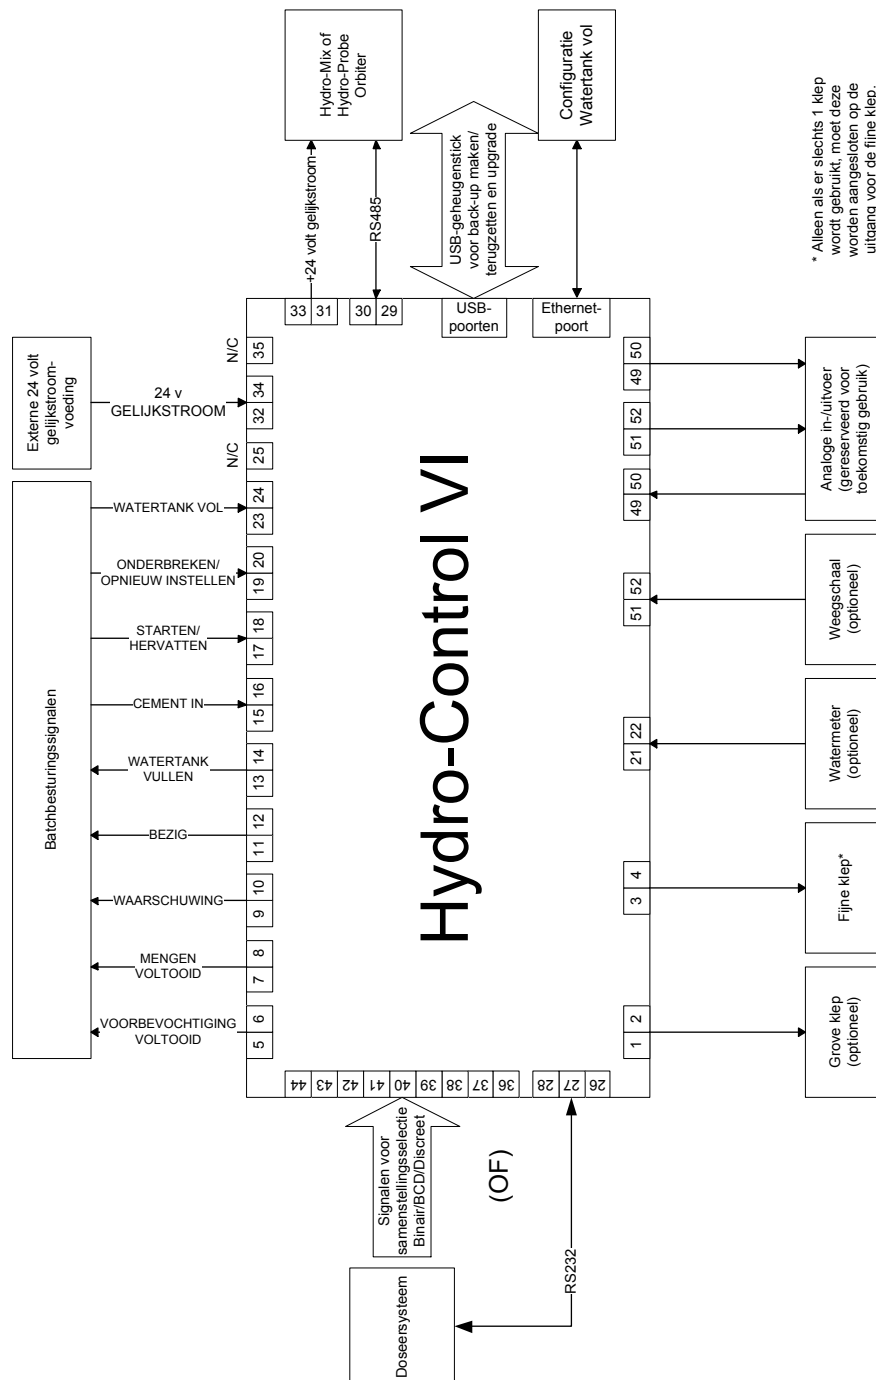 Hydro-Mix of
Hydro-Probe
Orbiter
Configuratie
Watertank vol
+24 volt gelijkstroom
RS485
USB-geheugenstick
voor back-up maken/
terugzetten en upgrade
* Alleen als er slechts 1 klep
wordt gebruikt, moet deze
worden aangesloten op de
uitgang voor de fijne klep.
33 31
30 29
USB-
poorten
Ethernet-
poort
Externe 24 volt
gelijkstroom-
voeding
24 v
GELIJKSTROOM
N/C
35
32 34
N/C
25
Batchbesturingssignalen
WATERTANK VOL
23 24
ONDERBREKEN/
OPNIEUW INSTELLEN
19 20
STARTEN/
HERVATTEN
17 18
CEMENT IN
15 16
WATERTANK
VULLEN
13 14
BEZIG
11 12
WAARSCHUWING
9 10
MENGEN
VOLTOOID
7 8
VOORBEVOCHTIGING
VOLTOOID
5 6
Hydro-Control VI
49 50
51 52
49 50
Analoge in-/uitvoer
(gereserveerd voor
toekomstig gebruik)
51 52
Weegschaal
(optioneel)
21 22
Watermeter
(optioneel)
3 4
Fijne klep*
1 2
Grove klep
(optioneel)
44 43 42 41 40 39 38 37 36
28 27 26
Signalen voor
samenstellingsselectie
Binair/BCD/Discreet
(OF)
RS232
Doseersysteem